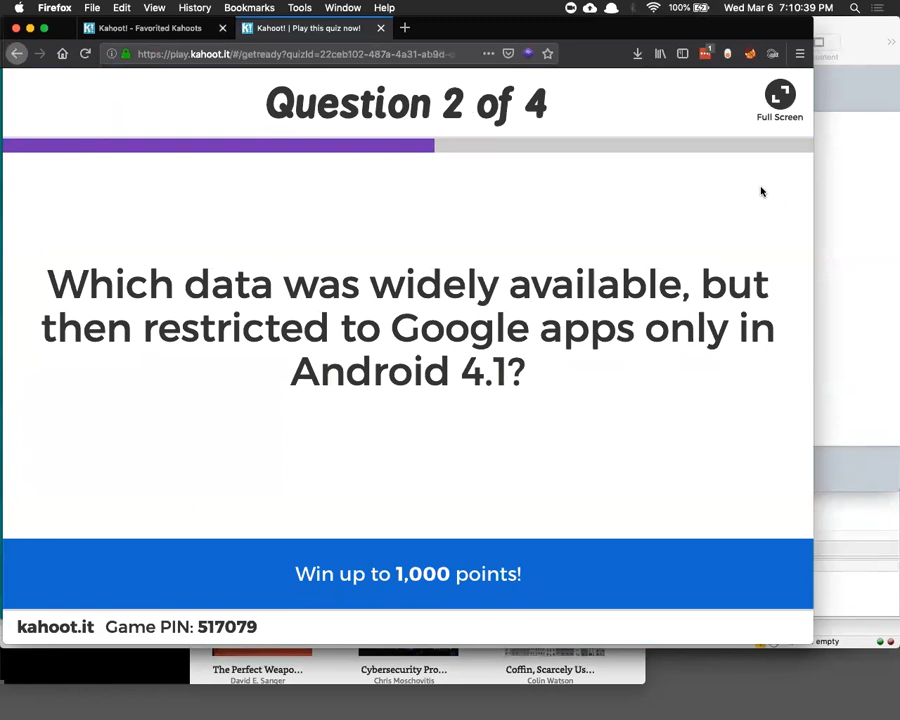 Firefox File Edit View History Bookmarks Tools Window Help 100% Wed Mar 6 7:10:39 PM
K! Kahoot! - Favorited Kahoots K! Kahoot! | Play this quiz now!
https://play.kahoot.it/#/getready?quizId=22ceb102-487a-4a31-ab9d-
Question 2 of 4
Full Screen
Which data was widely available, but
then restricted to Google apps only in
Android 4.1?
Win up to 1,000 points!
kahoot.it Game PIN: 517079
empty
The Perfect Weapo... Cybersecurity Pro... Coffin, Scarcely Us...
David E. Sanger Chris Moschovitis Colin Watson